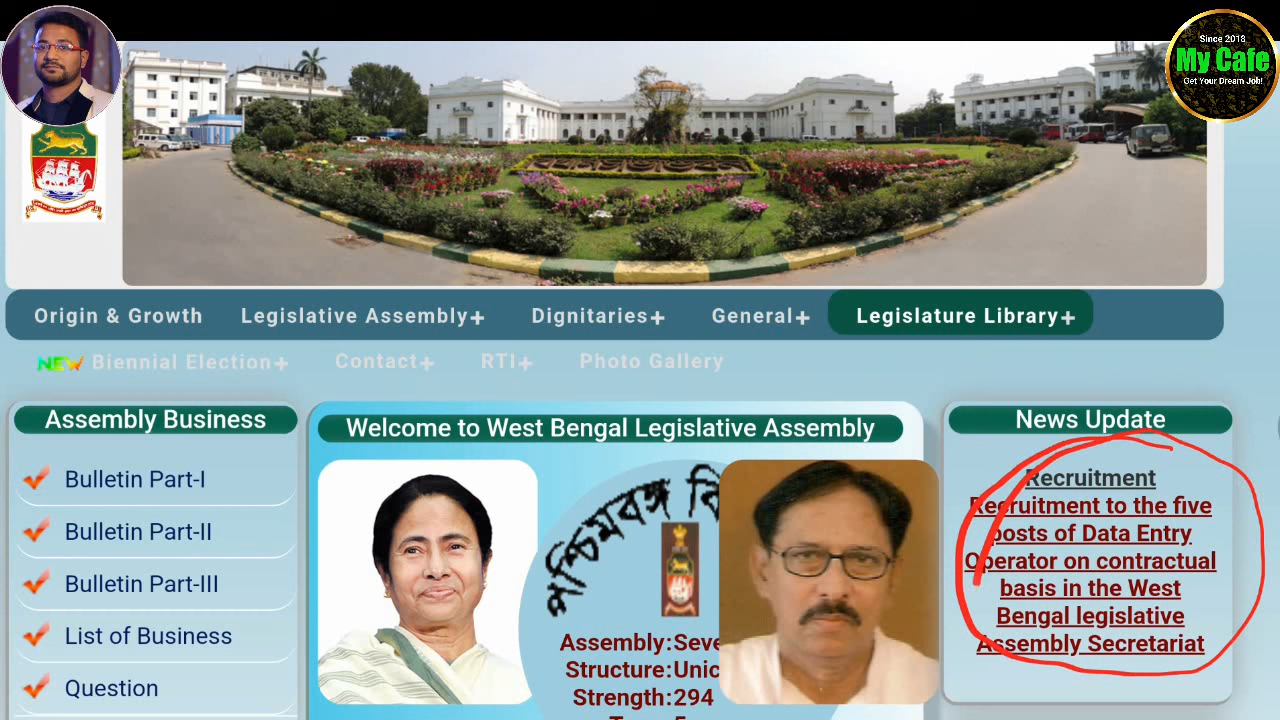 Since 2018
My Cafe
Get Your Dream Job!
Origin & Growth
Legislative Assembly+
Dignitaries+
General+
Legislature Library+
NEW Biennial Election+
Contact+
RTI+
Photo Gallery
Assembly Business
Bulletin Part-I
Bulletin Part-II
Bulletin Part-III
List of Business
Question
Welcome to West Bengal Legislative Assembly
পশ্চিমবঙ্গ বি
Assembly:Seve
Structure:Unic
Strength:294
News Update
Recruitment
Recruitment to the five
posts of Data Entry
Operator on contractual
basis in the West
Bengal legislative
Assembly Secretariat